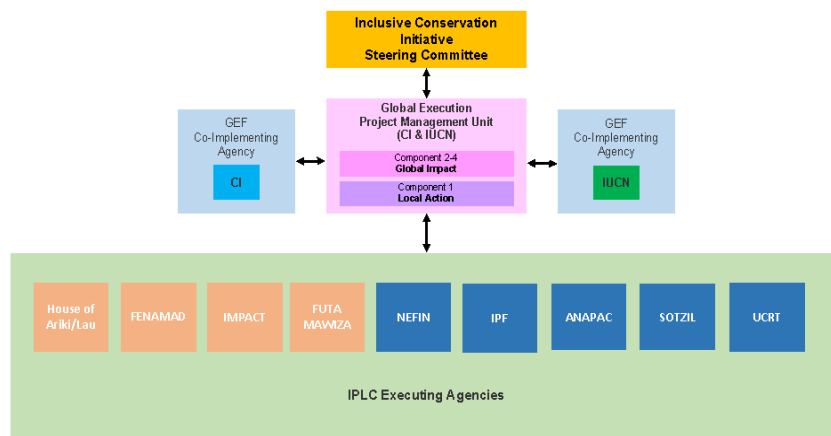 Inclusive Conservation
Initiative
Steering Committee
Global Execution
Project Management Unit
(CI & IUCN)
Component 2-4
Global Impact
Component 1
Local Action
GEF
Co-Implementing
Agency
CI
GEF
Co-Implementing
Agency
IUCN
House of
Ariki/Lau
FENAMAD
IMPACT
FUTA
MAWIZA
NEFIN
IPF
ANAPAC
SOTZIL
UCRT
IPLC Executing Agencies